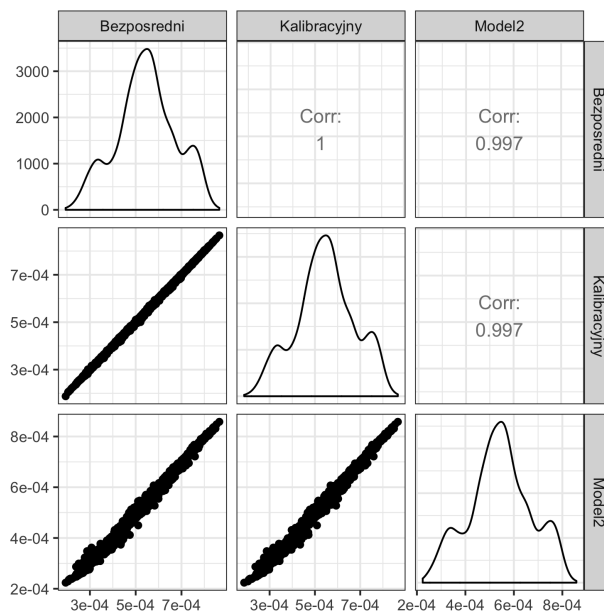 Bezposredni Kalibracyjny Model2
3000
2000
1000
0
Corr:
1
Corr:
0.997
Bezposredni
7e-04
5e-04
3e-04
Corr:
0.997
Kalibracyjny
8e-04
6e-04
4e-04
2e-04
Model2
3e-04 5e-04 7e-04 3e-04 5e-04 7e-04 2e-04 4e-04 6e-04 8e-04